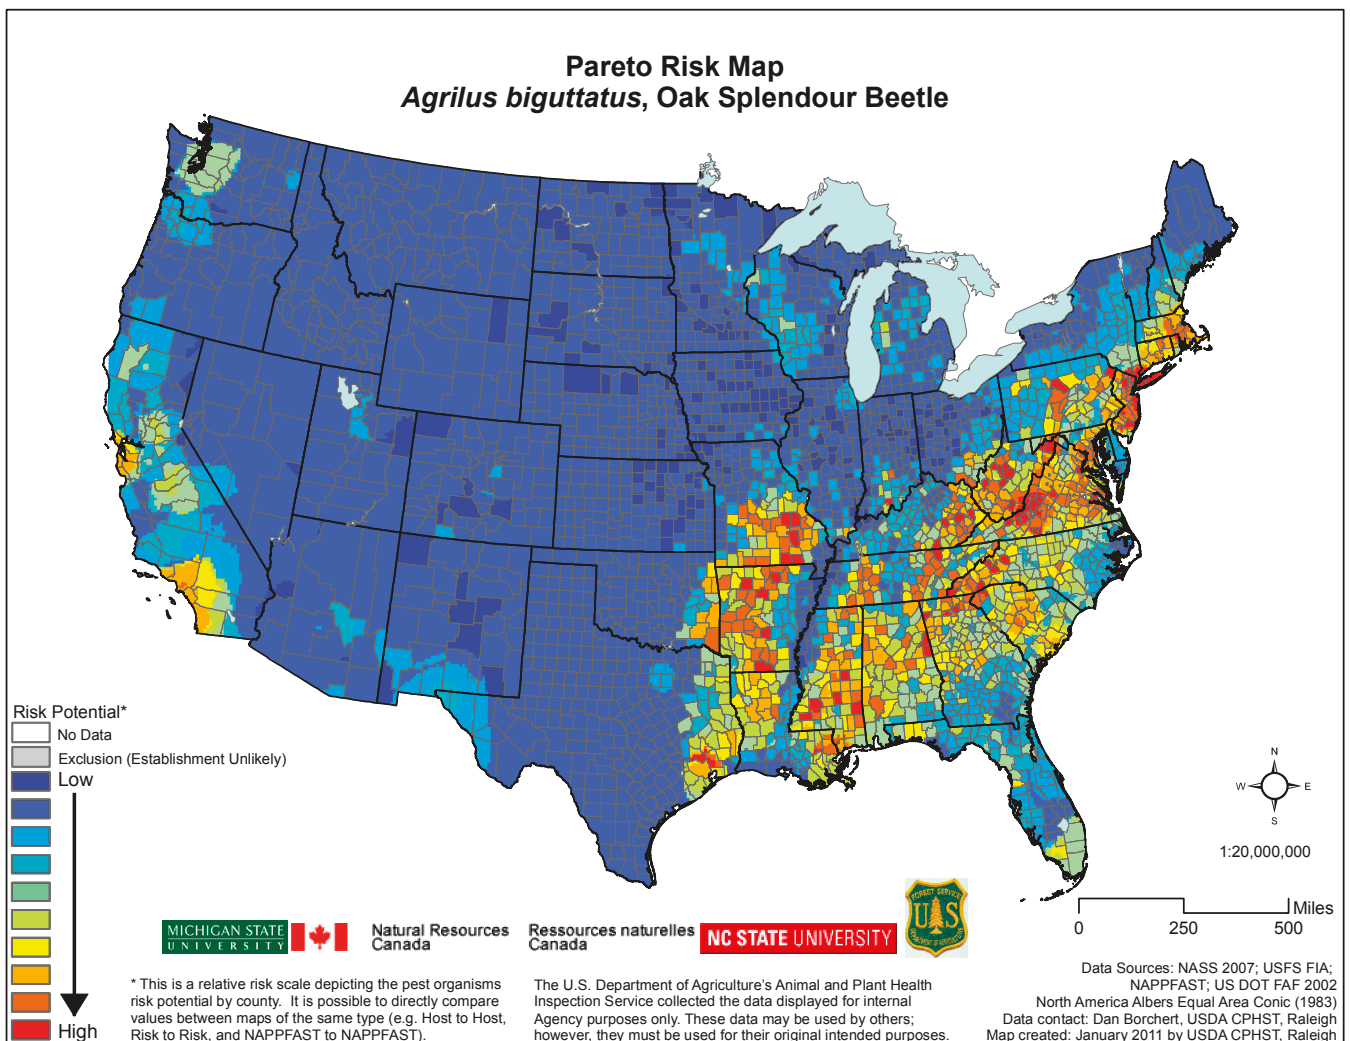 Pareto Risk Map
Agrilus biguttatus, Oak Splendour Beetle
Risk Potential*
No Data
Exclusion (Establishment Unlikely)
Low
High
N
W
E
S
1:20,000,000
Miles
0
250
500
MICHIGAN STATE
UNIVERSITY
Natural Resources
Canada
Ressources naturelles
Canada
NC STATE UNIVERSITY
FOREST SERVICE
U S
DEPARTMENT OF AGRICULTURE
* This is a relative risk scale depicting the pest organisms
risk potential by county. It is possible to directly compare
values between maps of the same type (e.g. Host to Host,
Risk to Risk, and NAPPFAST to NAPPFAST).
The U.S. Department of Agriculture's Animal and Plant Health
Inspection Service collected the data displayed for internal
Agency purposes only. These data may be used by others;
however, they must be used for their original intended purposes.
Data Sources: NASS 2007; USFS FIA;
NAPPFAST; US DOT FAF 2002
North America Albers Equal Area Conic (1983)
Data contact: Dan Borchert, USDA CPHST, Raleigh
Map created: January 2011 by USDA CPHST, Raleigh